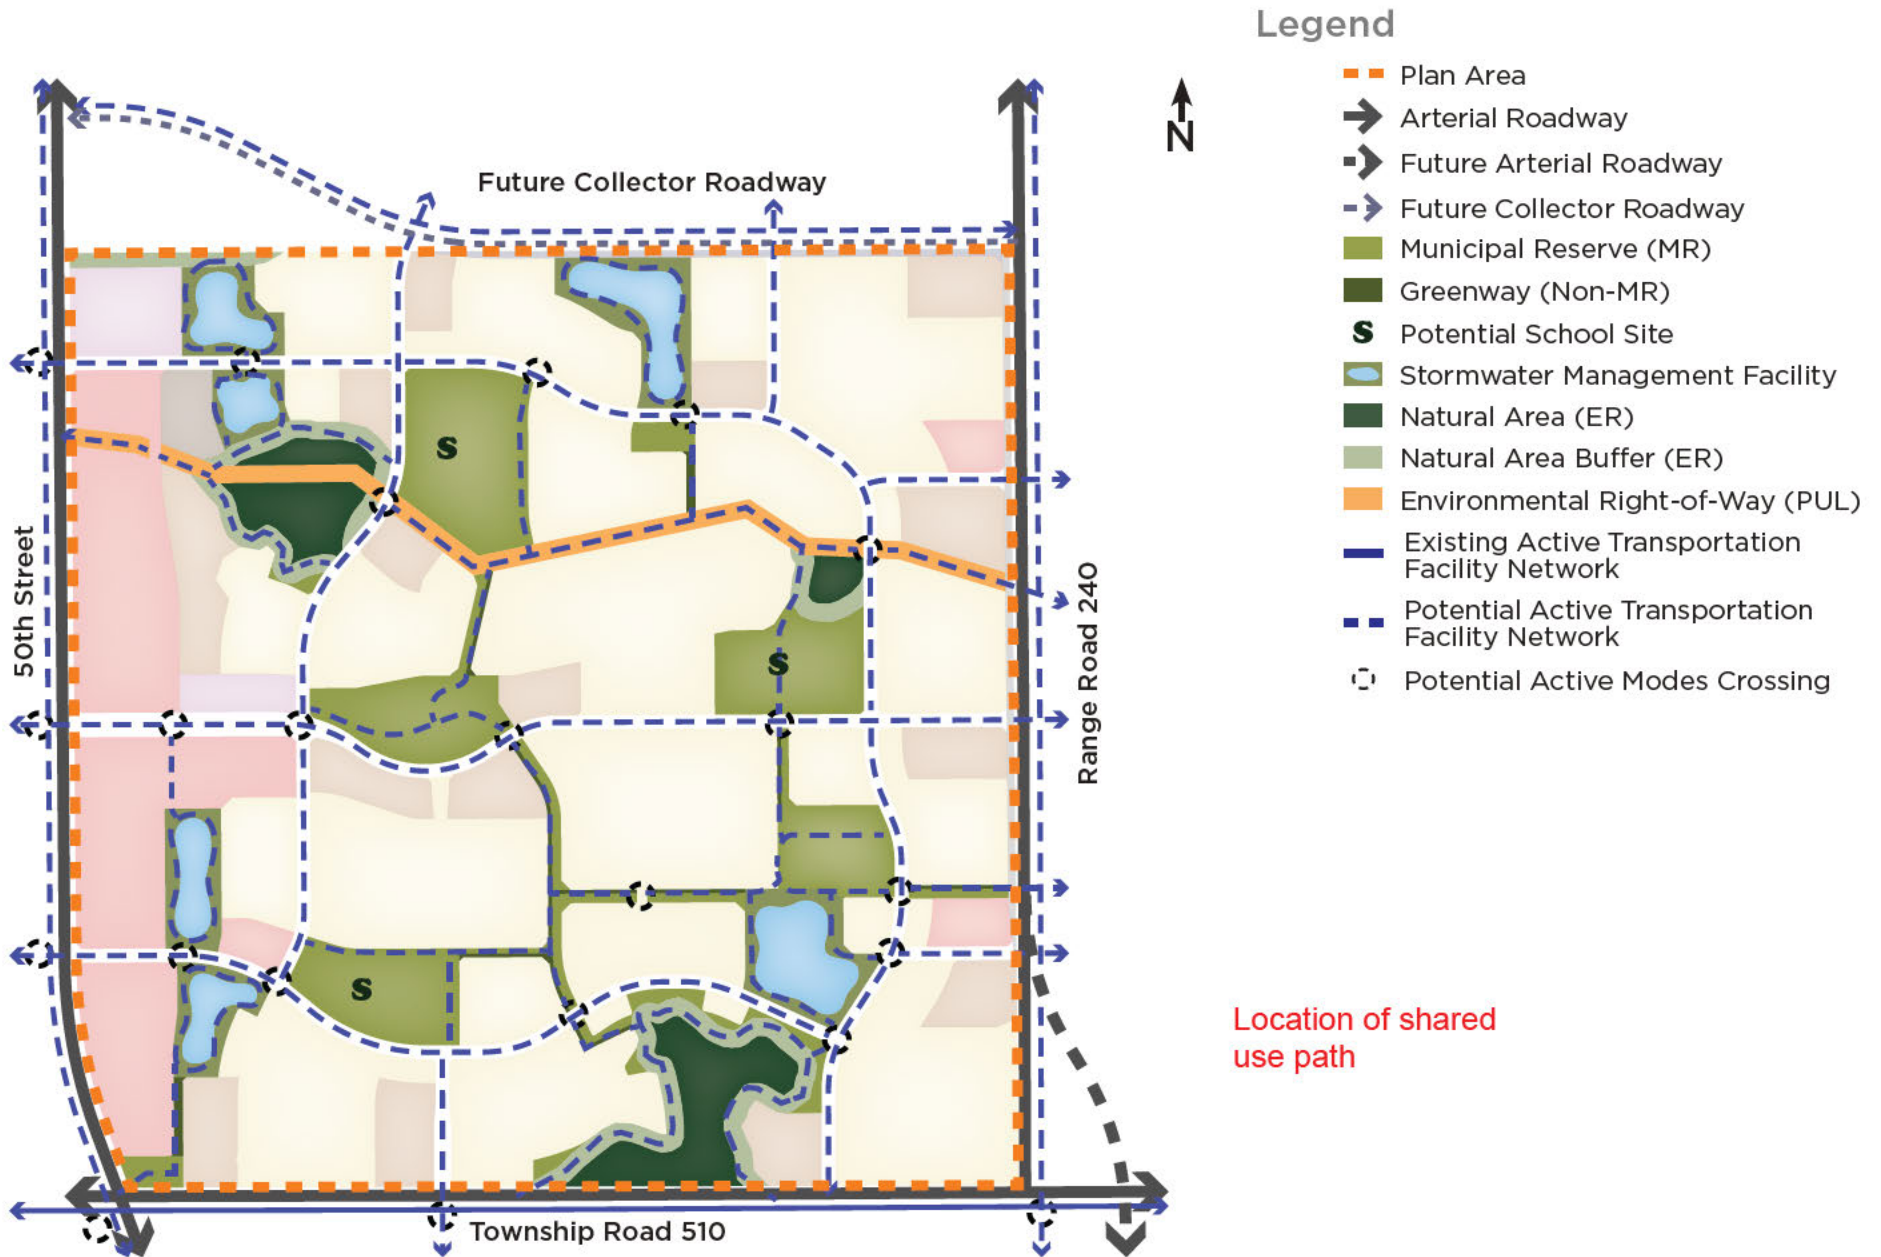 Legend
Plan Area
Arterial Roadway
Future Arterial Roadway
Future Collector Roadway
Municipal Reserve (MR)
Greenway (Non-MR)
S Potential School Site
Stormwater Management Facility
Natural Area (ER)
Natural Area Buffer (ER)
Environmental Right-of-Way (PUL)
Existing Active Transportation
Facility Network
Potential Active Transportation
Facility Network
Potential Active Modes Crossing
N
Future Collector Roadway
S
S
S
50th Street
Range Road 240
Township Road 510
Location of shared
use path